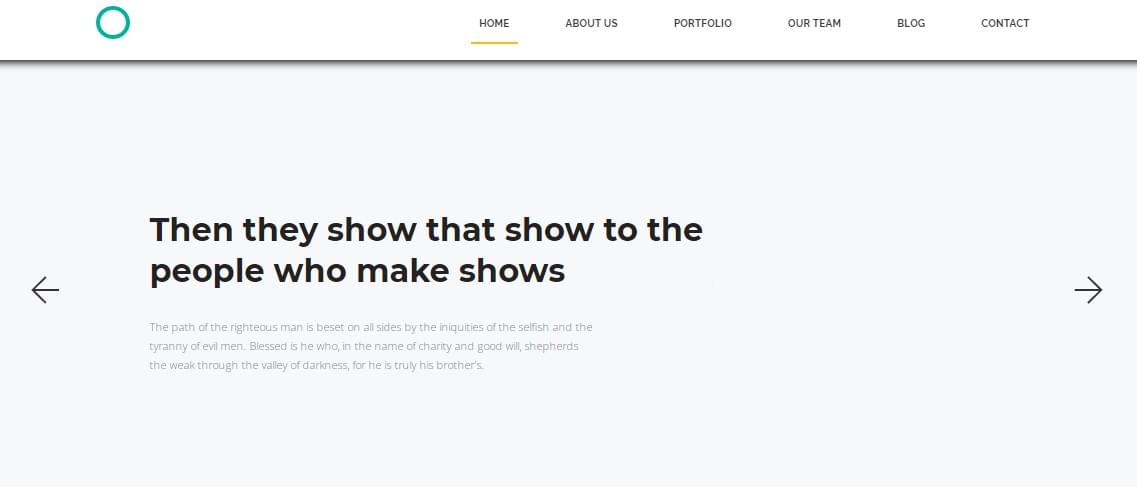 HOME ABOUT US PORTFOLIO OUR TEAM BLOG CONTACT
Then they show that show to the
people who make shows
The path of the righteous man is beset on all sides by the iniquities of the selfish and the
tyranny of evil men. Blessed is he who, in the name of charity and good will, shepherds
the weak through the valley of darkness, for he is truly his brother's.